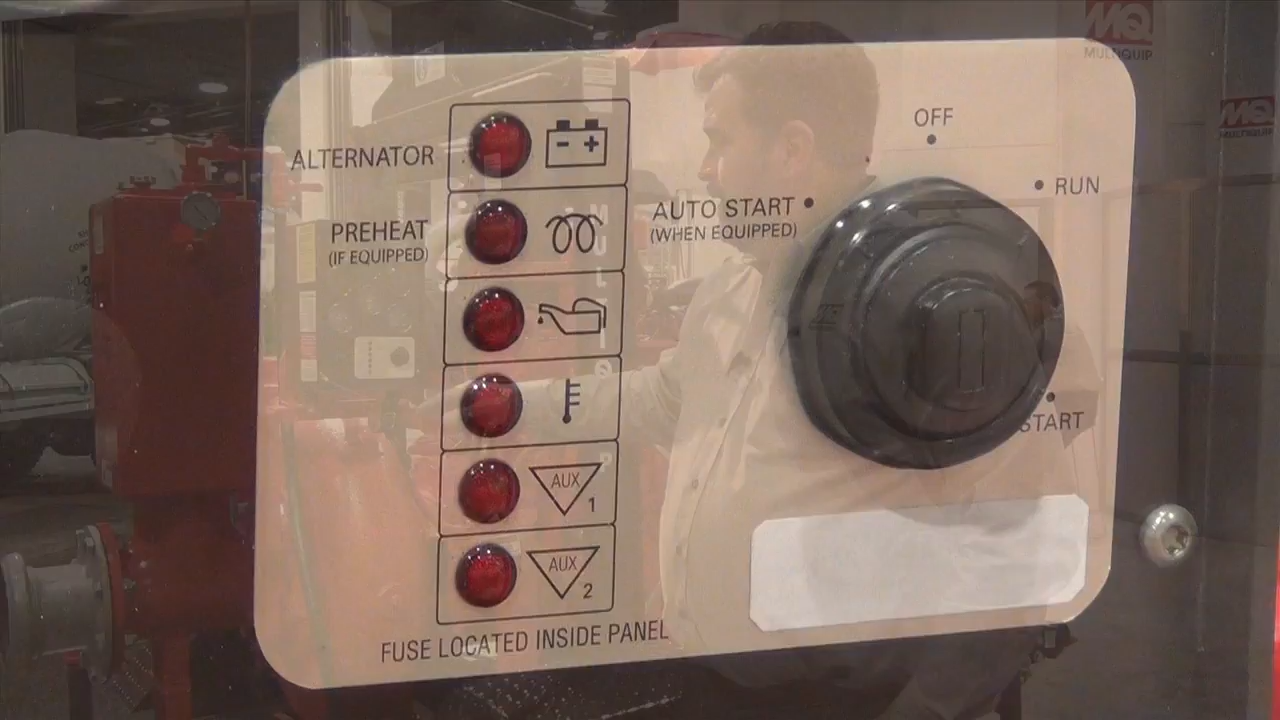 MQ
MULTIQUIP
MQ
MULTIQUIP
OFF
RUN
ALTERNATOR
- +
AUTO START
(WHEN EQUIPPED)
PREHEAT
(IF EQUIPPED)
START
AUX
1
AUX
2
FUSE LOCATED INSIDE PANEL